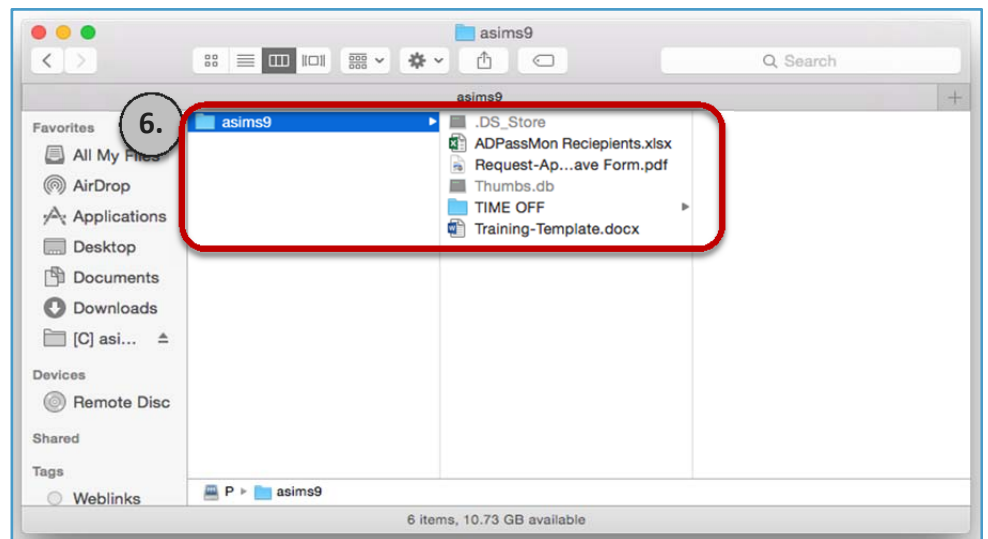 asims9
Search
asims9
6.
Favorites
All My Files
AirDrop
Applications
Desktop
Documents
Downloads
[C] asi...
Devices
Remote Disc
Shared
Tags
Weblinks
asims9
.DS_Store
ADPassMon Reciepients.xlsx
Request-Ap...ave Form.pdf
Thumbs.db
TIME OFF
Training-Template.docx
P ▸ asims9
6 items, 10.73 GB available